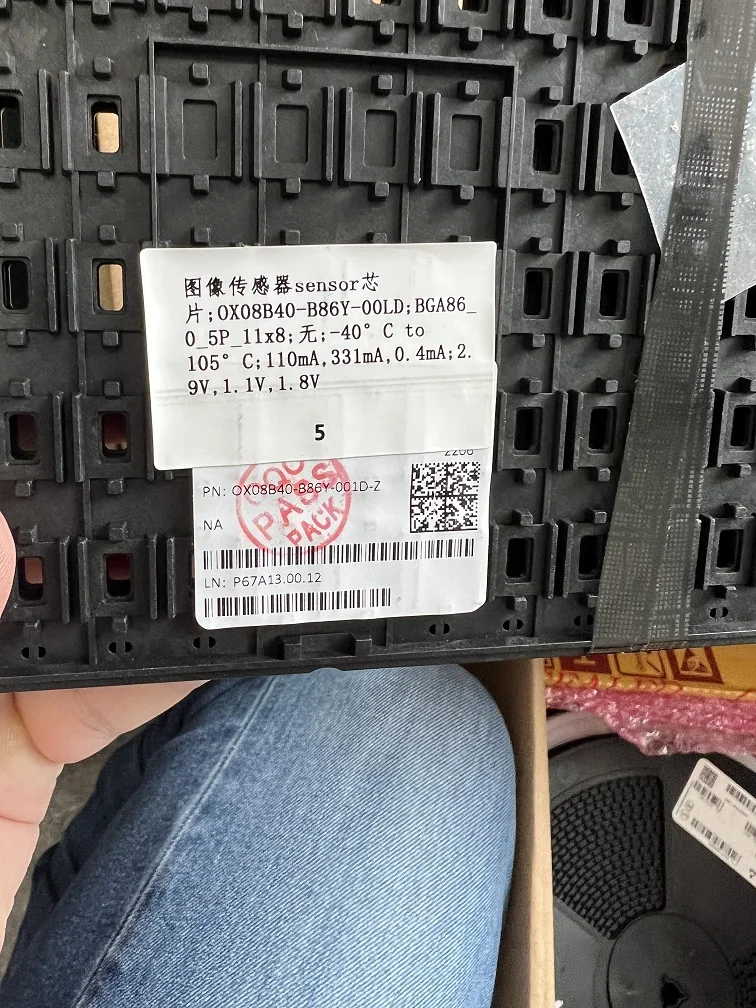 图像传感器sensor芯
片;OX08B40-B86Y-00LD;BGA86_
0_5P_11x8;无;-40° C to
105° C;110mA,331mA,0.4mA;2.
9V,1.1V,1.8V
5
PN: OX08B40-B86Y-001D-Z
PASS
PACK
NA
LN: P67A13.00.12